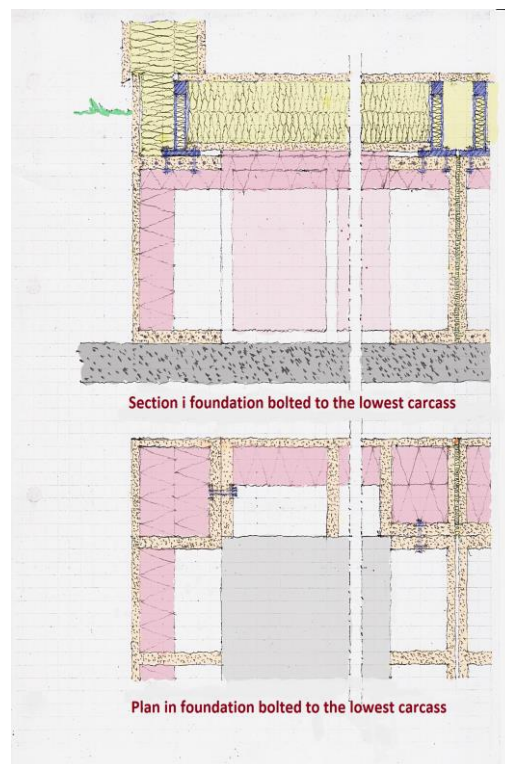 Section i foundation bolted to the lowest carcass
Plan in foundation bolted to the lowest carcass